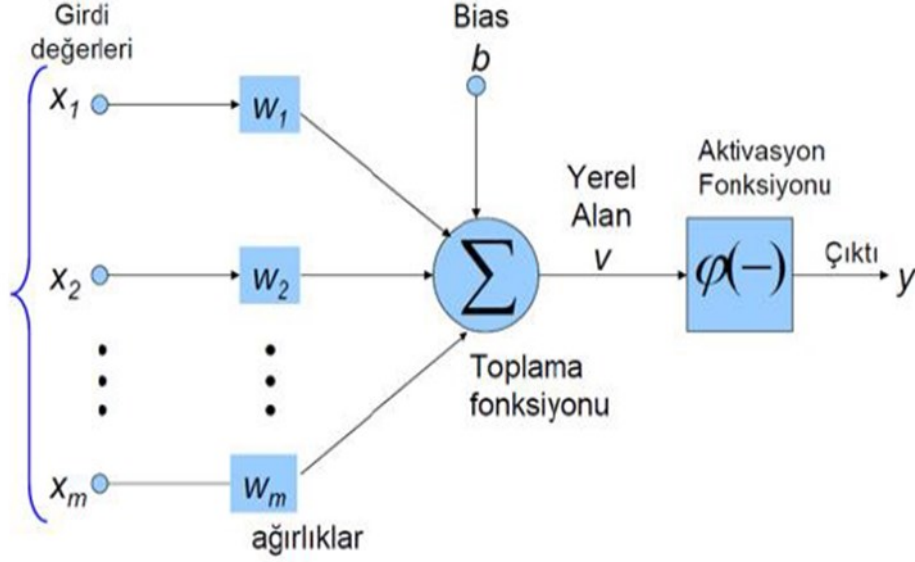 Girdi
değerleri
Bias
b
x₁
w₁
Aktivasyon
Fonksiyonu
Yerel
Alan
v
x₂
w₂
∑
φ(−)
Çıktı
y
Toplama
fonksiyonu
xₘ
wₘ
ağırlıklar